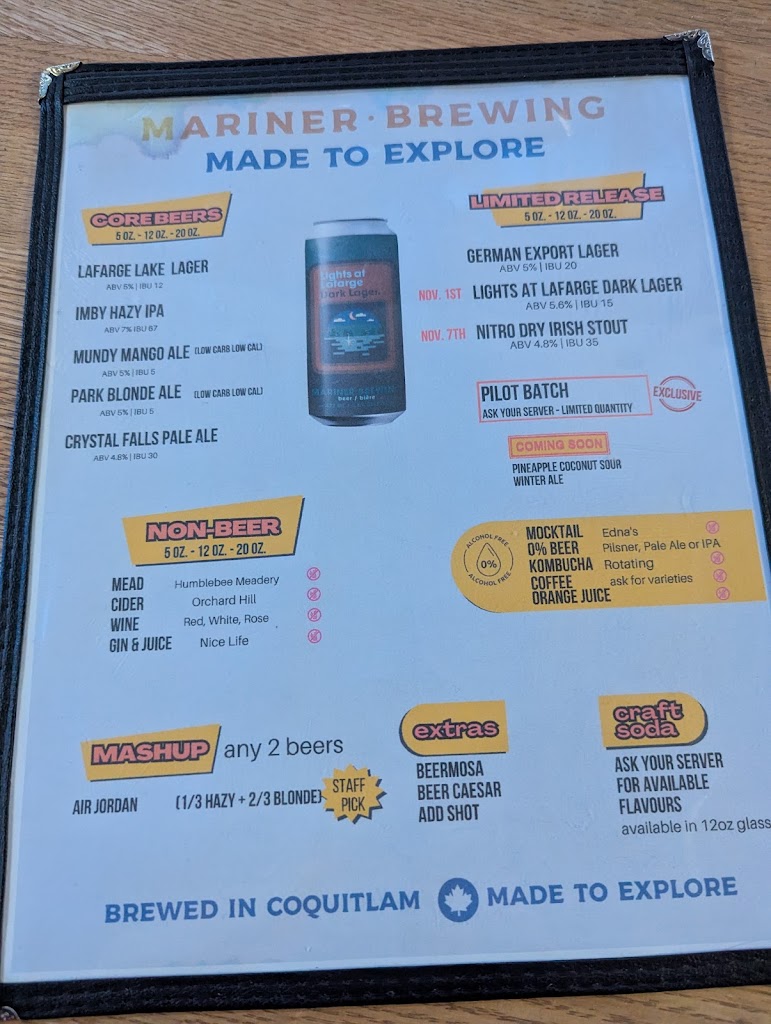 MARINER · BREWING
MADE TO EXPLORE
CORE BEERS
5 OZ. - 12 OZ. - 20 OZ.
LAFARGE LAKE LAGER
ABV 5% | IBU 12
IMBY HAZY IPA
ABV 7% IBU 67
MUNDY MANGO ALE (LOW CARB LOW CAL)
ABV 5% | IBU 5
PARK BLONDE ALE (LOW CARB LOW CAL)
ABV 5% | IBU 5
CRYSTAL FALLS PALE ALE
ABV 4.8% | IBU 30
Lights at
Lafarge
Dark Lager.
MARINER BREWING
Beer / bière
LIMITED RELEASE
5 OZ. - 12 OZ. - 20 OZ.
GERMAN EXPORT LAGER
ABV 5% | IBU 20
NOV. 1ST LIGHTS AT LAFARGE DARK LAGER
ABV 5.6% | IBU 15
NOV. 7TH NITRO DRY IRISH STOUT
ABV 4.8% | IBU 35
PILOT BATCH
ASK YOUR SERVER - LIMITED QUANTITY
EXCLUSIVE
COMING SOON
PINEAPPLE COCONUT SOUR
WINTER ALE
NON-BEER
5 OZ. - 12 OZ. - 20 OZ.
MEAD Humblebee Meadery
CIDER Orchard Hill
WINE Red, White, Rose
GIN & JUICE Nice Life
ALCOHOL FREE
0%
ALCOHOL FREE
MOCKTAIL Edna's
0% BEER Pilsner, Pale Ale or IPA
KOMBUCHA Rotating
COFFEE ask for varieties
ORANGE JUICE
MASHUP any 2 beers
AIR JORDAN (1/3 HAZY + 2/3 BLONDE)
STAFF
PICK
extras
BEERMOSA
BEER CAESAR
ADD SHOT
craft
soda
ASK YOUR SERVER
FOR AVAILABLE
FLAVOURS
available in 12oz glass
BREWED IN COQUITLAM MADE TO EXPLORE